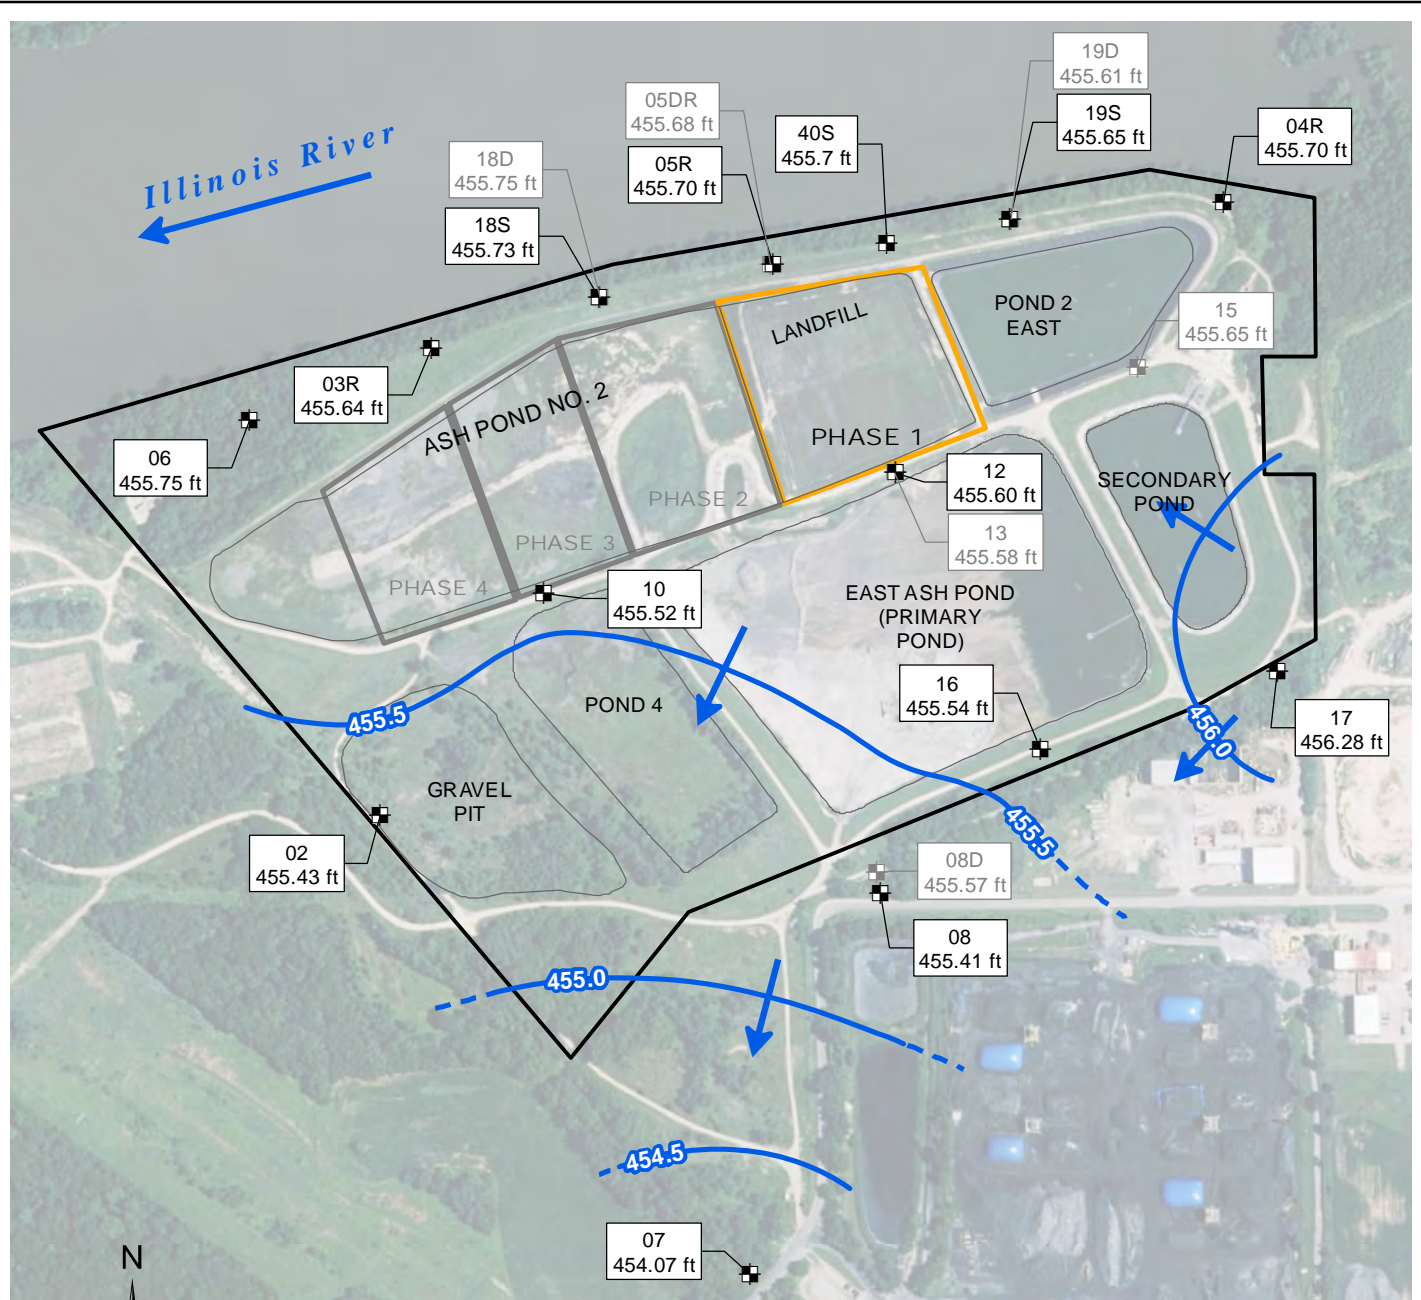 19D
455.61 ft
05DR
455.68 ft
19S
455.65 ft
40S
455.7 ft
04R
455.70 ft
Illinois River
18D
455.75 ft
05R
455.70 ft
18S
455.73 ft
POND 2
EAST
15
455.65 ft
LANDFILL
03R
455.64 ft
ASH POND NO. 2
PHASE 1
06
455.75 ft
12
455.60 ft
SECONDARY
POND
PHASE 2
13
455.58 ft
PHASE 3
PHASE 4
10
455.52 ft
EAST ASH POND
(PRIMARY
POND)
16
455.54 ft
POND 4
455.5
17
456.28 ft
456.0
GRAVEL
PIT
455.5
02
455.43 ft
08D
455.57 ft
08
455.41 ft
455.0
454.5
07
454.07 ft
N